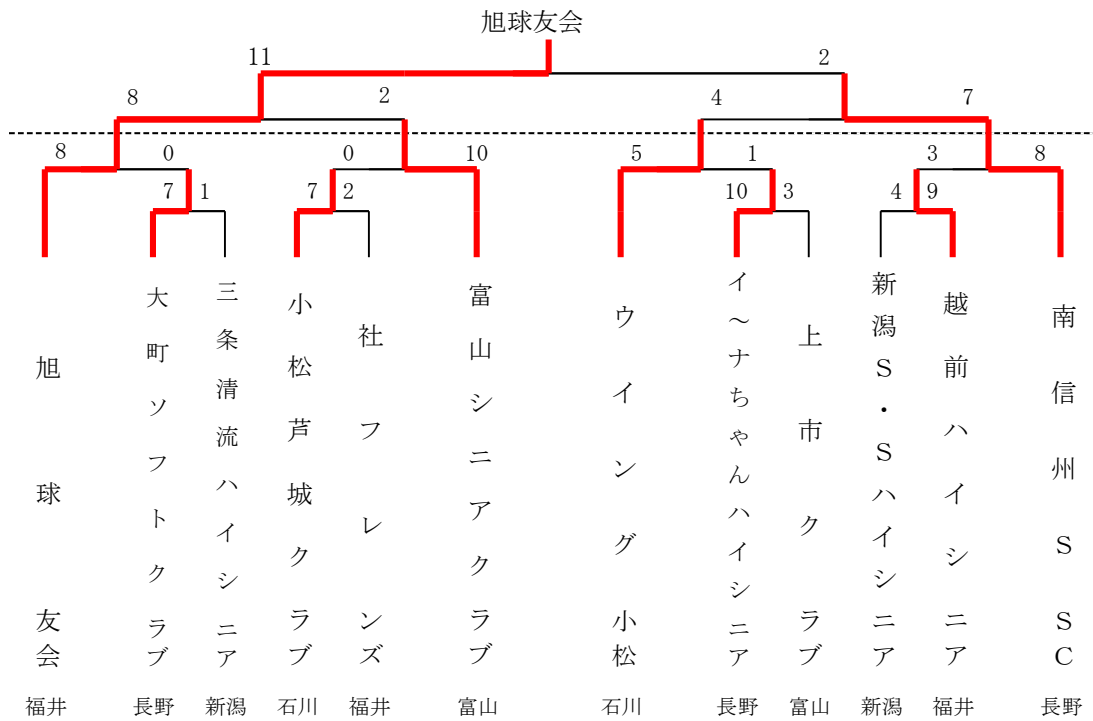 旭球友会
11 2
8 2 4 7
8 0 0 10 5 1 3 8
7 1 7 2 10 3 4 9
旭球友会
大町ソフトクラブ
三条清流ハイシニア
小松芦城クラブ
社フレンズ
富山シニアクラブ
ウイング小松
イ～ナちゃんハイシニア
上市クラブ
新潟S・Sハイシニア
越前ハイシニア
南信州SSC
福井 長野 新潟 石川 福井 富山 石川 長野 富山 新潟 福井 長野